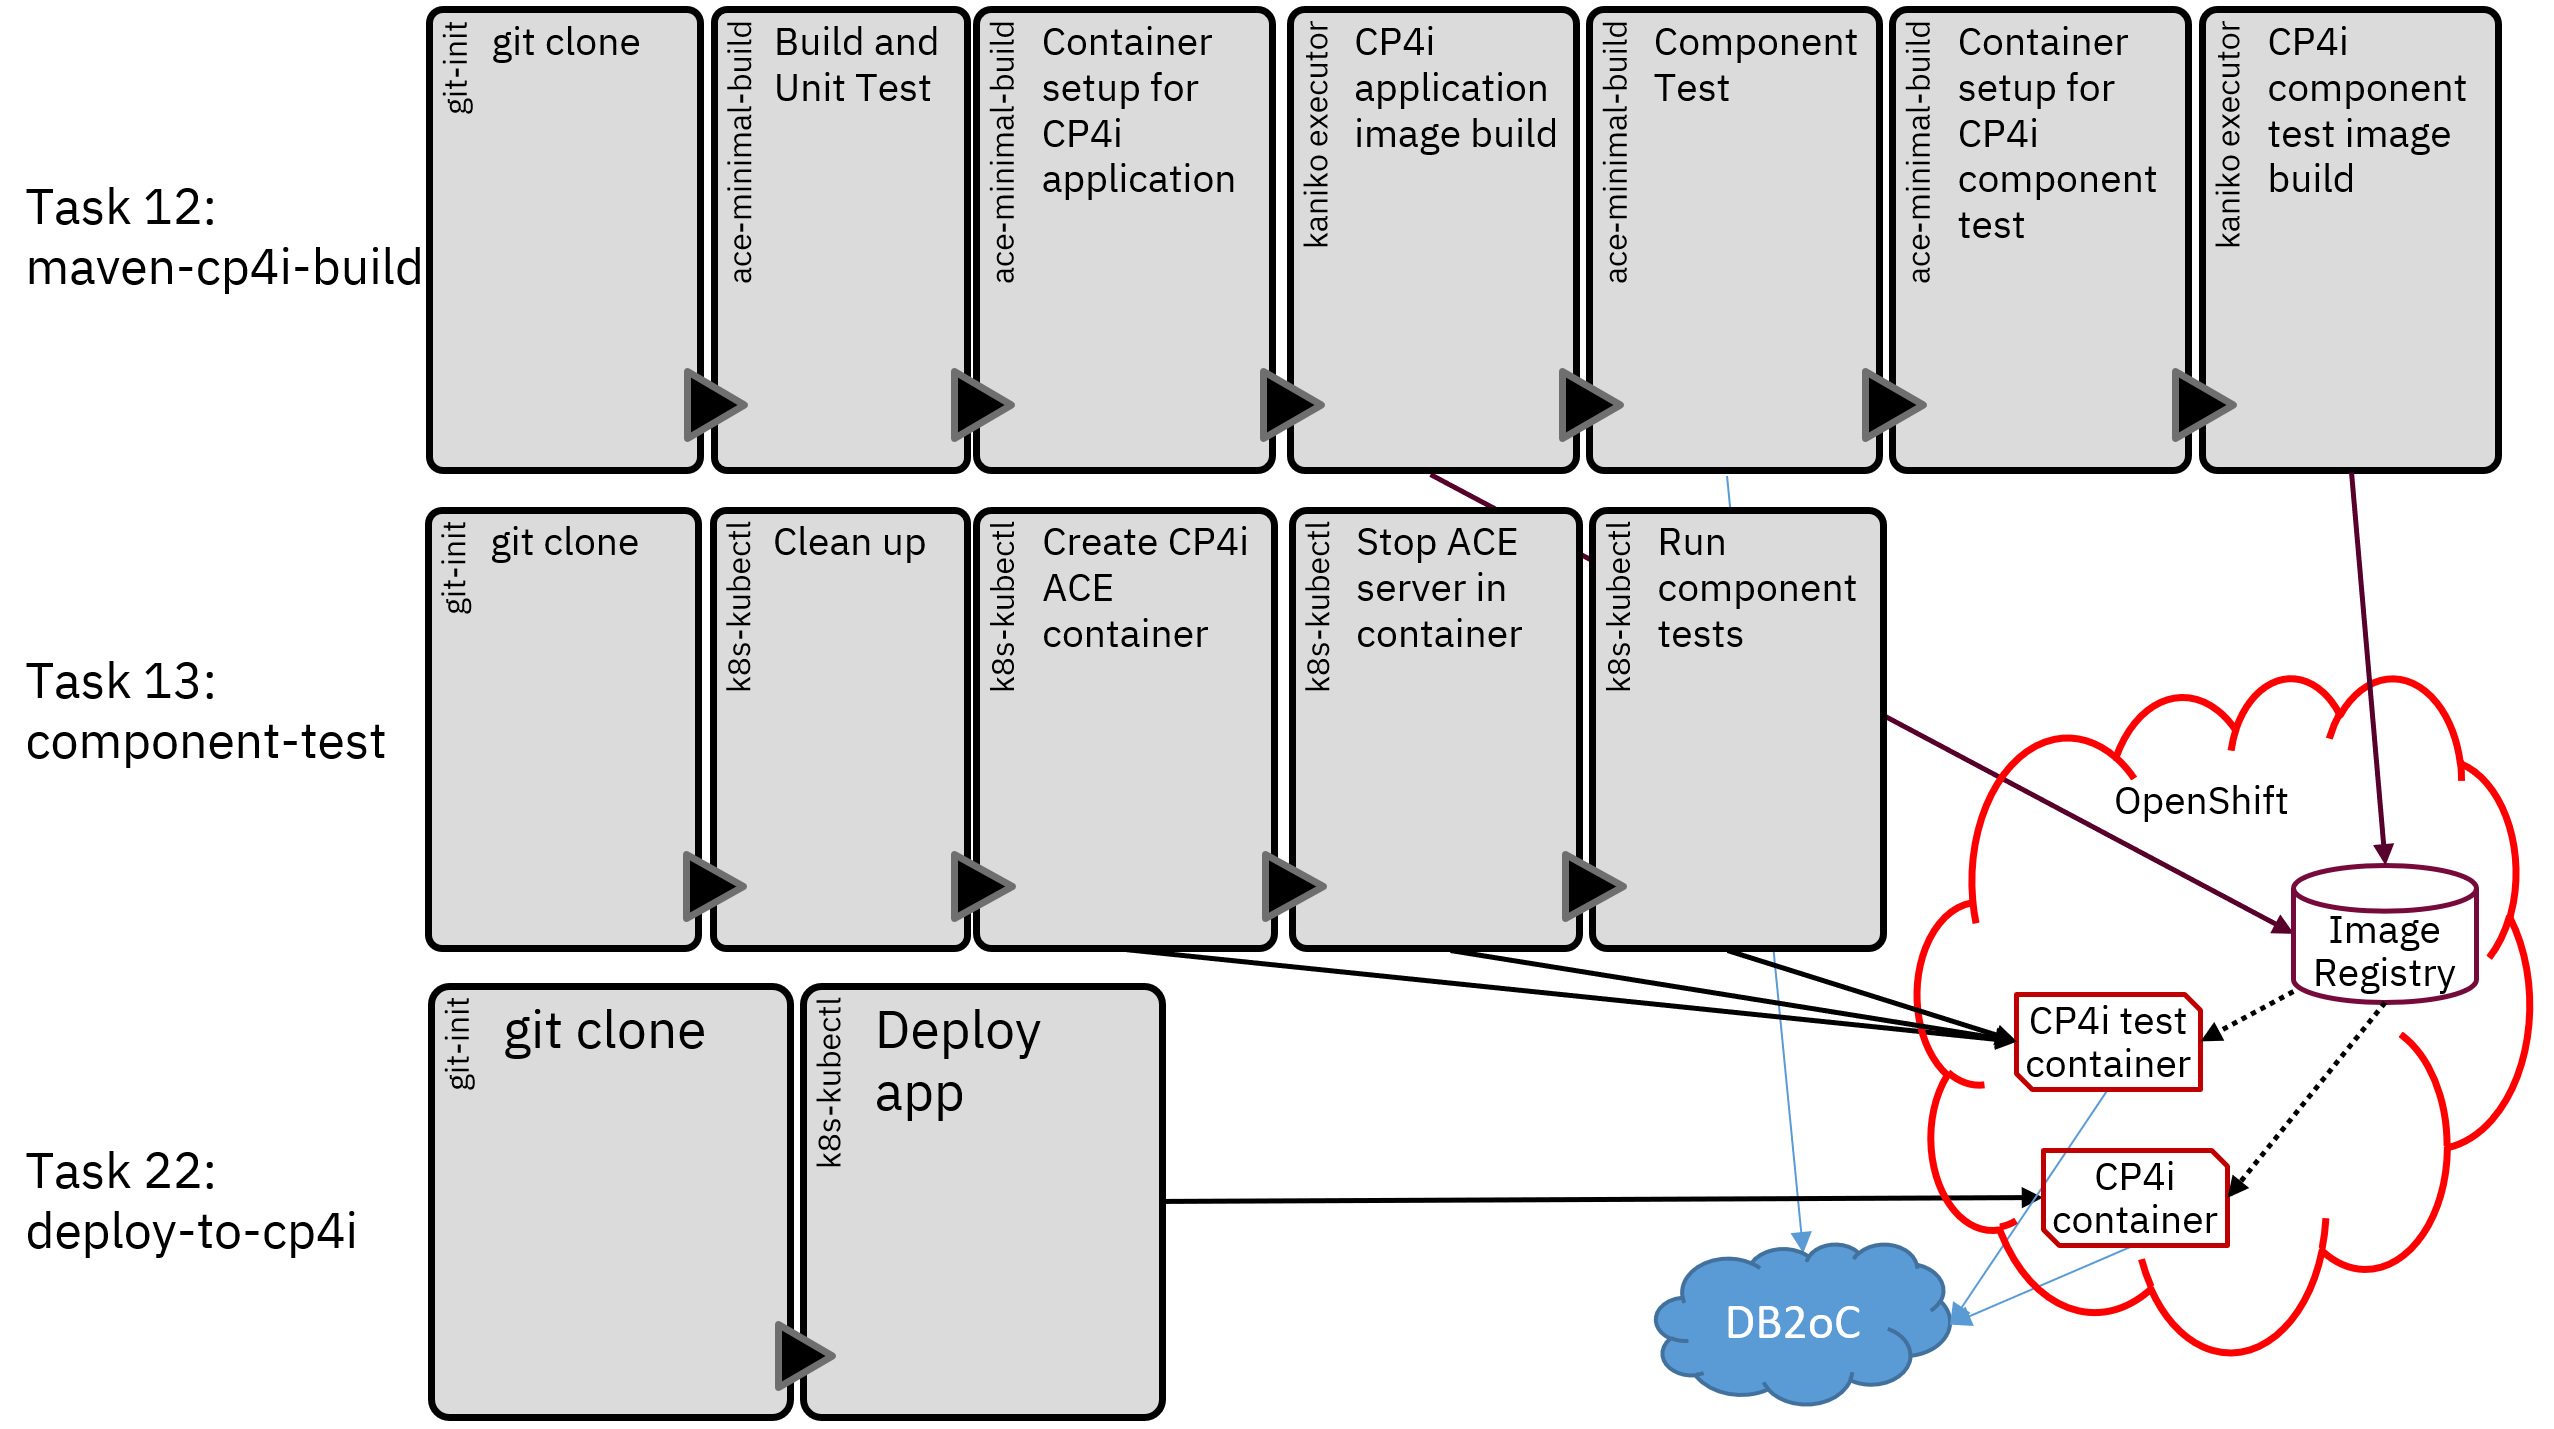 Task 12:
maven-cp4i-build
git-init
git clone
ace-minimal-build
Build and
Unit Test
ace-minimal-build
Container
setup for
CP4i
application
kaniko executor
CP4i
application
image build
ace-minimal-build
Component
Test
ace-minimal-build
Container
setup for
CP4i
component
test
kaniko executor
CP4i
component
test image
build
Task 13:
component-test
git-init
git clone
k8s-kubectl
Clean up
k8s-kubectl
Create CP4i
ACE
container
k8s-kubectl
Stop ACE
server in
container
k8s-kubectl
Run
component
tests
OpenShift
Image
Registry
CP4i test
container
Task 22:
deploy-to-cp4i
git-init
git clone
k8s-kubectl
Deploy
app
CP4i
container
DB2oC